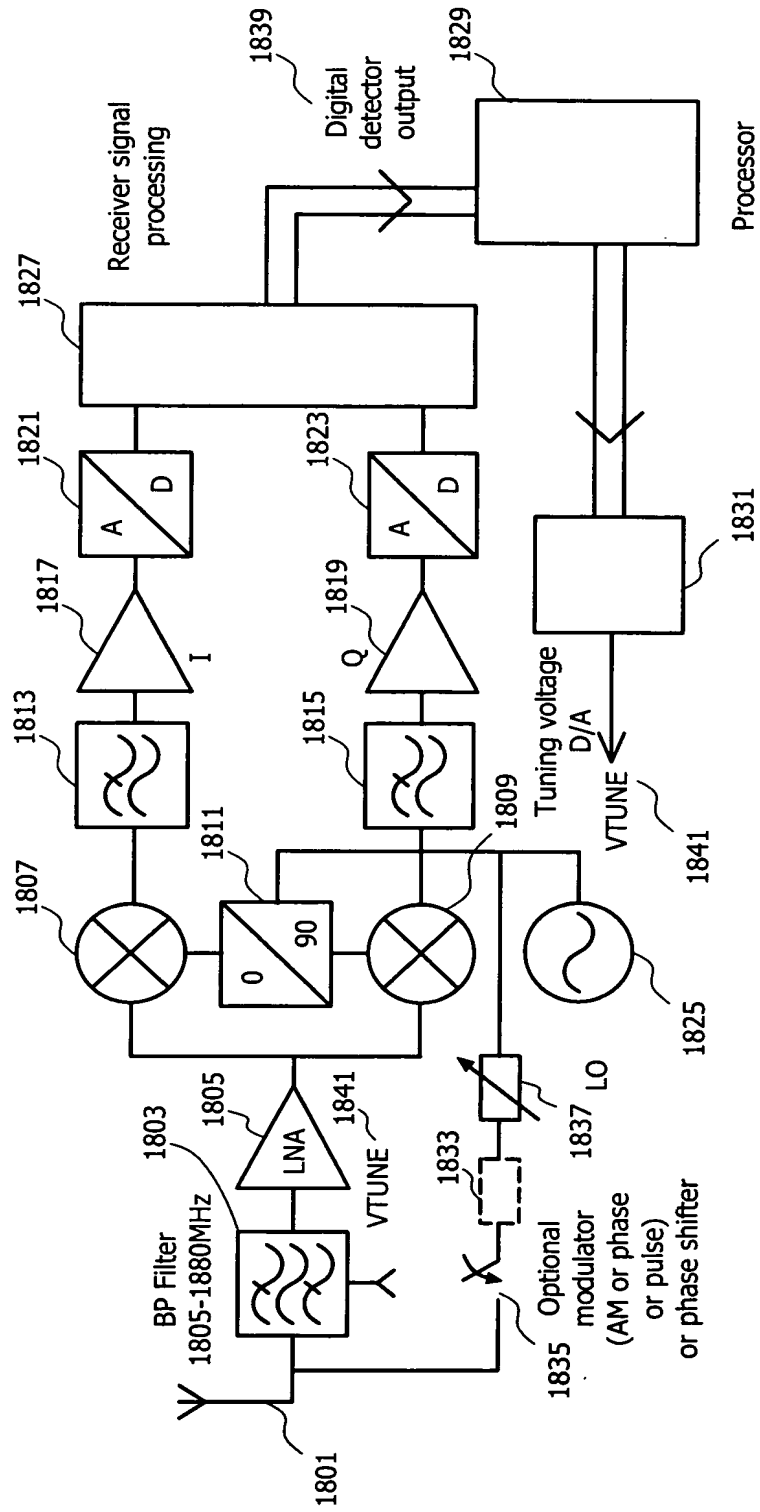 1839
Digital
detector
output
1829
Processor
Receiver signal
processing
1827
1821
A
D
1823
A
D
1817
I
1819
Q
1831
Tuning voltage
D/A
VTUNE
1841
1813
1815
1807
1811
0
90
1809
1825
1803
1805
LNA
1841
VTUNE
BP Filter
1805-1880MHz
LO
1837
1833
1835
Optional
modulator
(AM or phase
or pulse)
or phase shifter
1801